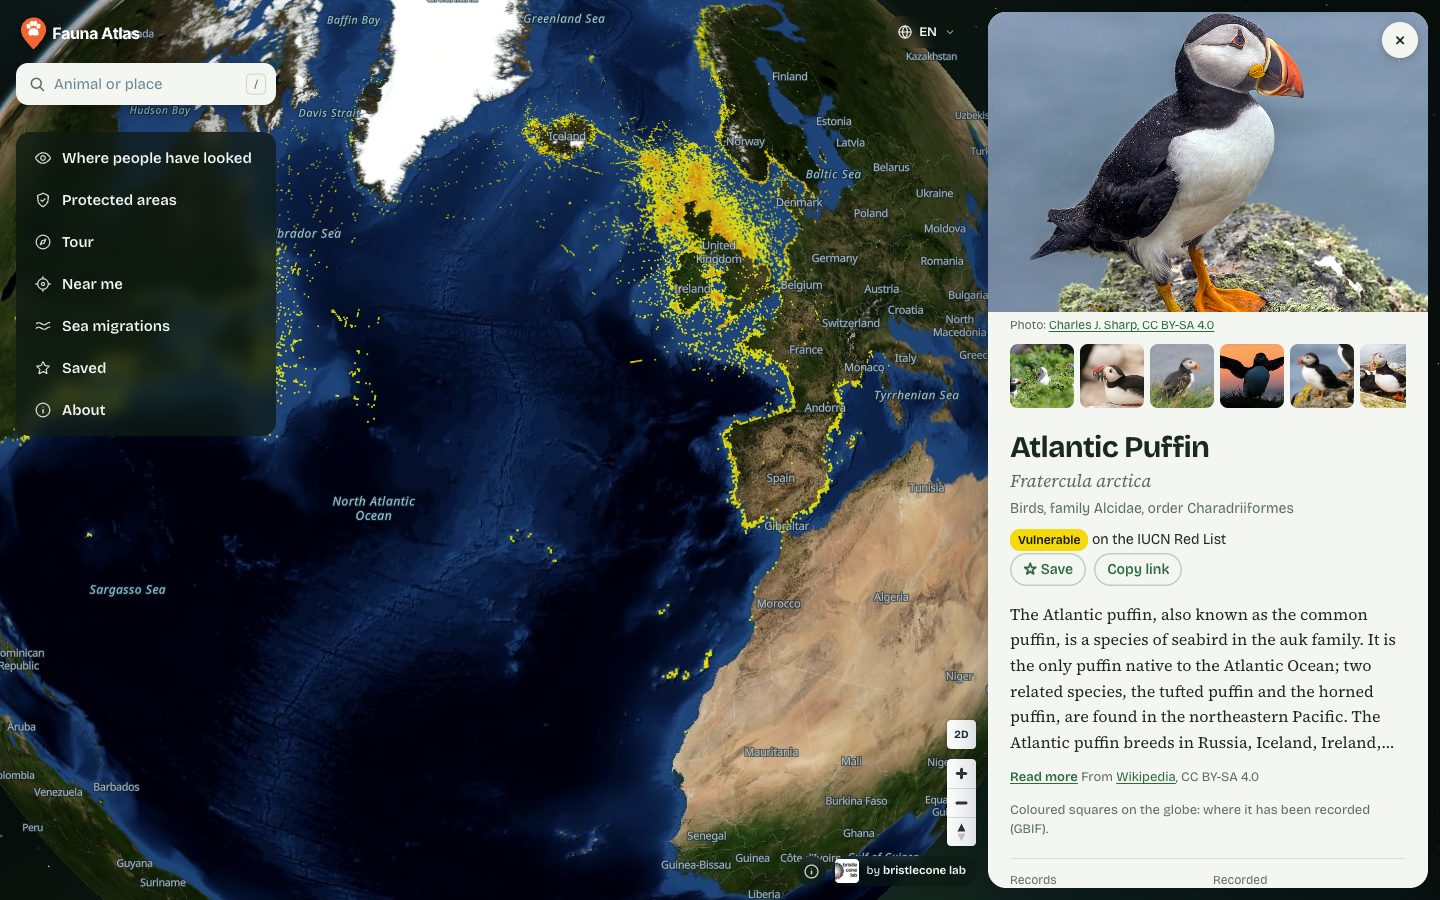 Fauna Atlas
Animal or place
/
Where people have looked
Protected areas
Tour
Near me
Sea migrations
Saved
About
EN
Baffin Bay
Greenland Sea
Hudson Bay
Davis Strait
Iceland
Finland
Kazakhstan
Estonia
Norway
Latvia
Belarus
Baltic Sea
Denmark
Poland
Ukraine
Moldova
United
Kingdom
Germany
Romania
Ireland
Belgium
Austria
Bulgaria
Croatia
Switzerland
North
Macedonia
France
Italy
Greec
Monaco
Tyrrhenian Sea
Andorra
Spain
Tunisia
Gibraltar
North Atlantic
Ocean
Sargasso Sea
Morocco
Algeria
ominican
Republic
Niger
Aruba
Mauritania
Mali
olombia
Venezuela
Barbados
Burkina Faso
Peru
Senegal
Ghana
Guyana
Guinea-Bissau
Guinea
Côte d'Ivoire
Gulf of Guinea
Suriname
Liberia
2D
by bristlecone lab
Photo: Charles J. Sharp, CC BY-SA 4.0
Atlantic Puffin
Fratercula arctica
Birds, family Alcidae, order Charadriiformes
Vulnerable on the IUCN Red List
Save
Copy link
The Atlantic puffin, also known as the common
puffin, is a species of seabird in the auk family. It is
the only puffin native to the Atlantic Ocean; two
related species, the tufted puffin and the horned
puffin, are found in the northeastern Pacific. The
Atlantic puffin breeds in Russia, Iceland, Ireland,...
Read more From Wikipedia, CC BY-SA 4.0
Coloured squares on the globe: where it has been recorded
(GBIF).
Records
Recorded